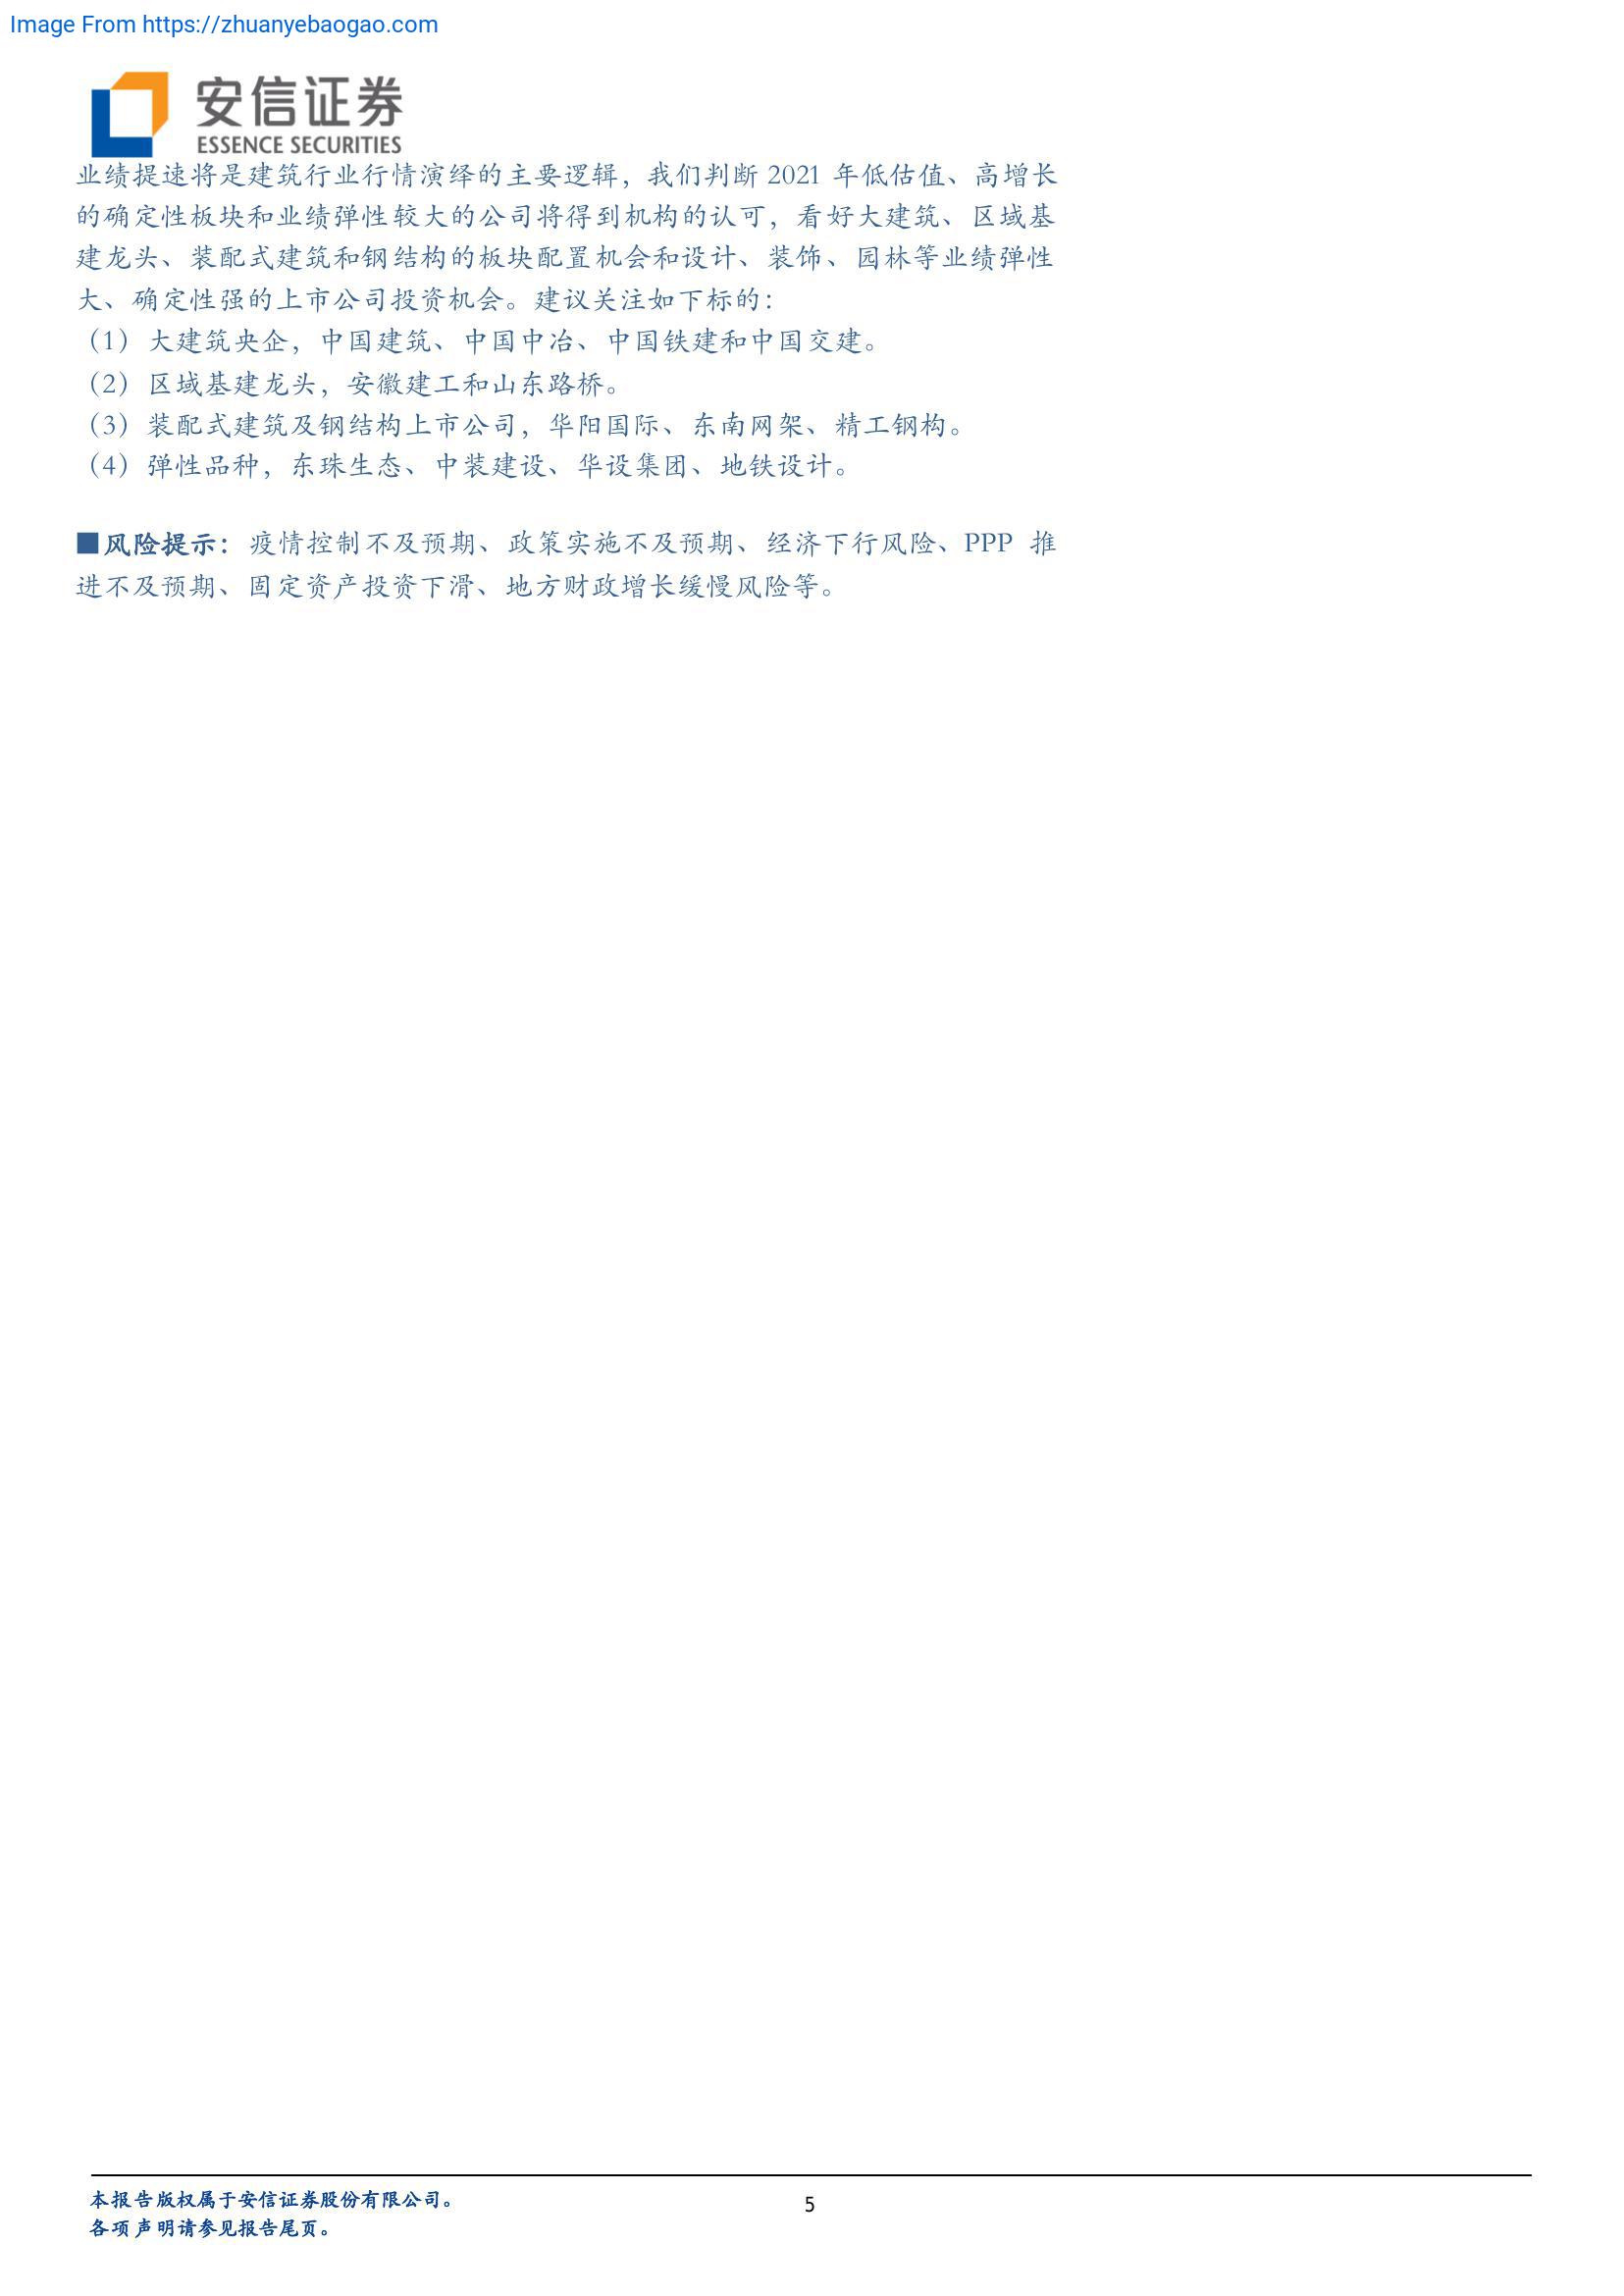 Image From https://zhuanyebaogao.com
安信证券
ESSENCE SECURITIES
业绩提速将是建筑行业行情演绎的主要逻辑，我们判断 2021 年低估值、高增长
的确定性板块和业绩弹性较大的公司将得到机构的认可，看好大建筑、区域基
建龙头、装配式建筑和钢结构的板块配置机会和设计、装饰、园林等业绩弹性
大、确定性强的上市公司投资机会。建议关注如下标的：
（1）大建筑央企，中国建筑、中国中冶、中国铁建和中国交建。
（2）区域基建龙头，安徽建工和山东路桥。
（3）装配式建筑及钢结构上市公司，华阳国际、东南网架、精工钢构。
（4）弹性品种，东珠生态、中装建设、华设集团、地铁设计。
■风险提示：疫情控制不及预期、政策实施不及预期、经济下行风险、PPP 推
进不及预期、固定资产投资下滑、地方财政增长缓慢风险等。
本报告版权属于安信证券股份有限公司。
各项声明请参见报告尾页。
5